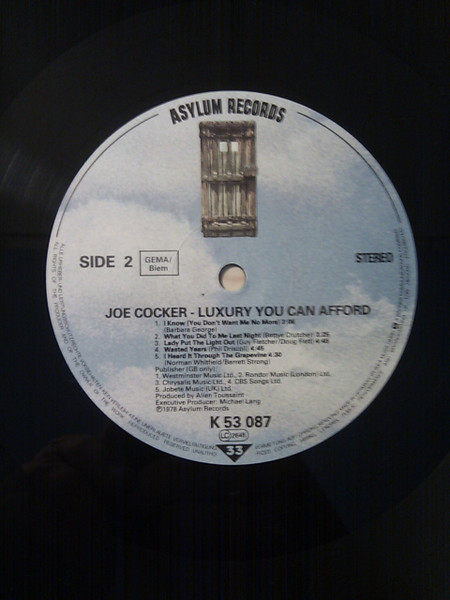 ASYLUM RECORDS
SIDE 2
GEMA/
Biem
STEREO
JOE COCKER - LUXURY YOU CAN AFFORD
1. I Know (You Don't Want Me No More) 3:06
(Barbara George)
2. What You Did To Me Last Night (Bettye Crutcher) 3:25
3. Lady Put The Light Out (Guy Fletcher/Doug Flett) 4:45
4. Wasted Years (Phil Driscoll) 4:45
5. I Heard It Through The Grapevine 4.30
(Norman Whitfield/Barrett Strong)
Publisher (GB only):
1. Westminster Music Ltd., 2. Rondor Music (London) Ltd.
3. Chrysalis Music Ltd., 4. CBS Songs Ltd.
5. Jobete Music (UK) Ltd.
Produced by Allen Toussaint
Executive Producer: Michael Lang
Ⓟ1978 Asylum Records
K 53 087
LC 2645
33